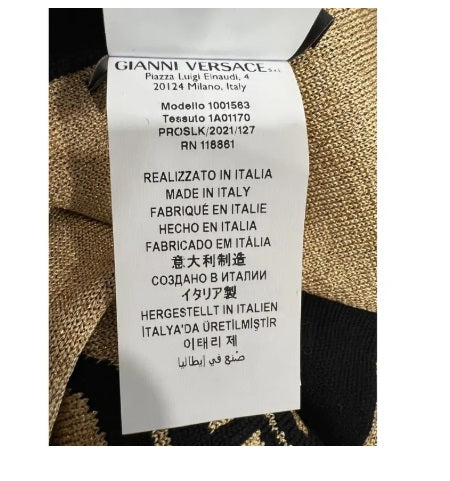 GIANNI VERSACE S.r.l.
Piazza Luigi Einaudi, 4
20124 Milano, Italy
Modello 1001563
Tessuto 1A01170
PROSLK/2021/127
RN 118861
REALIZZATO IN ITALIA
MADE IN ITALY
FABRIQUÉ EN ITALIE
HECHO EN ITALIA
FABRICADO EM ITÁLIA
意大利制造
СОЗДАНО В ИТАЛИИ
イタリア製
HERGESTELLT IN ITALIEN
İTALYA'DA ÜRETİLMİŞTİR
이태리 제
صُنع في إيطاليا